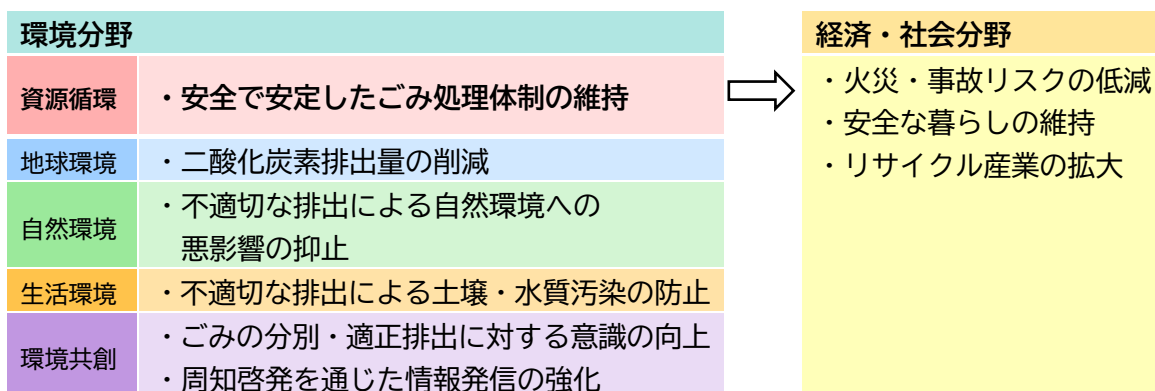 環境分野
資源循環
・安全で安定したごみ処理体制の維持
地球環境
・二酸化炭素排出量の削減
自然環境
・不適切な排出による自然環境への
悪影響の抑止
生活環境
・不適切な排出による土壌・水質汚染の防止
環境共創
・ごみの分別・適正排出に対する意識の向上
・周知啓発を通じた情報発信の強化
経済・社会分野
・火災・事故リスクの低減
・安全な暮らしの維持
・リサイクル産業の拡大